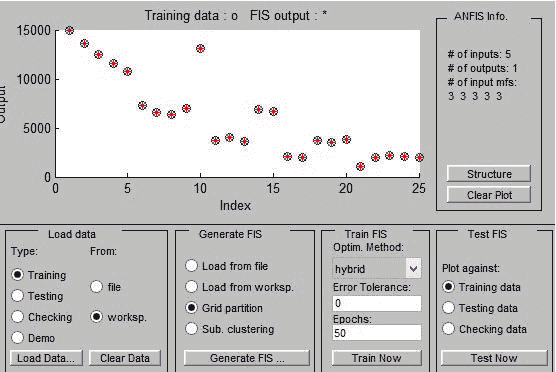 Training data : o   FIS output : *
15000
10000
5000
0
Output
0 5 10 15 20 25
Index
ANFIS Info.
# of inputs: 5
# of outputs: 1
# of input mfs:
3 3 3 3 3
Structure
Clear Plot
Load data
Type: From:
Training
Testing
Checking
Demo
file
worksp.
Load Data... Clear Data
Generate FIS
Load from file
Load from worksp.
Grid partition
Sub. clustering
Generate FIS ...
Train FIS
Optim. Method:
hybrid
Error Tolerance:
0
Epochs:
50
Train Now
Test FIS
Plot against:
Training data
Testing data
Checking data
Test Now